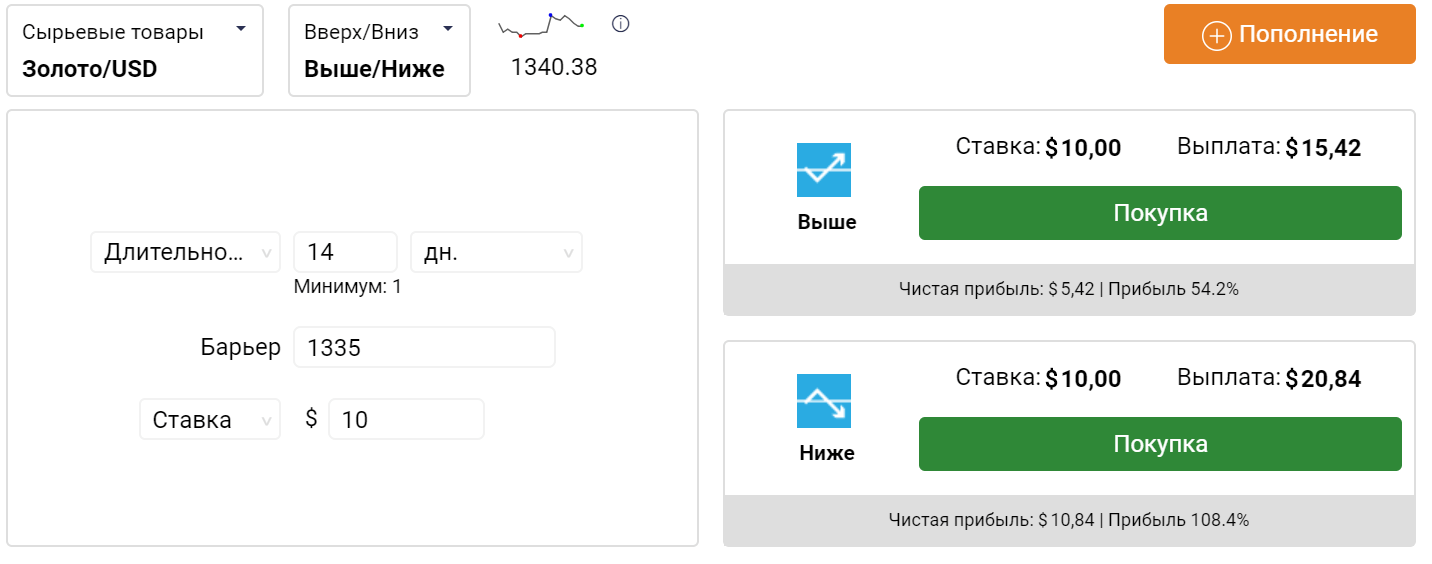 Сырьевые товары
Золото/USD
Вверх/Вниз
Выше/Ниже
1340.38
Пополнение
Длительно...
14
дн.
Минимум: 1
Барьер
1335
Ставка
$
10
Ставка: $10,00
Выплата: $15,42
Выше
Покупка
Чистая прибыль: $ 5,42 | Прибыль 54.2%
Ставка: $10,00
Выплата: $20,84
Ниже
Покупка
Чистая прибыль: $ 10,84 | Прибыль 108.4%